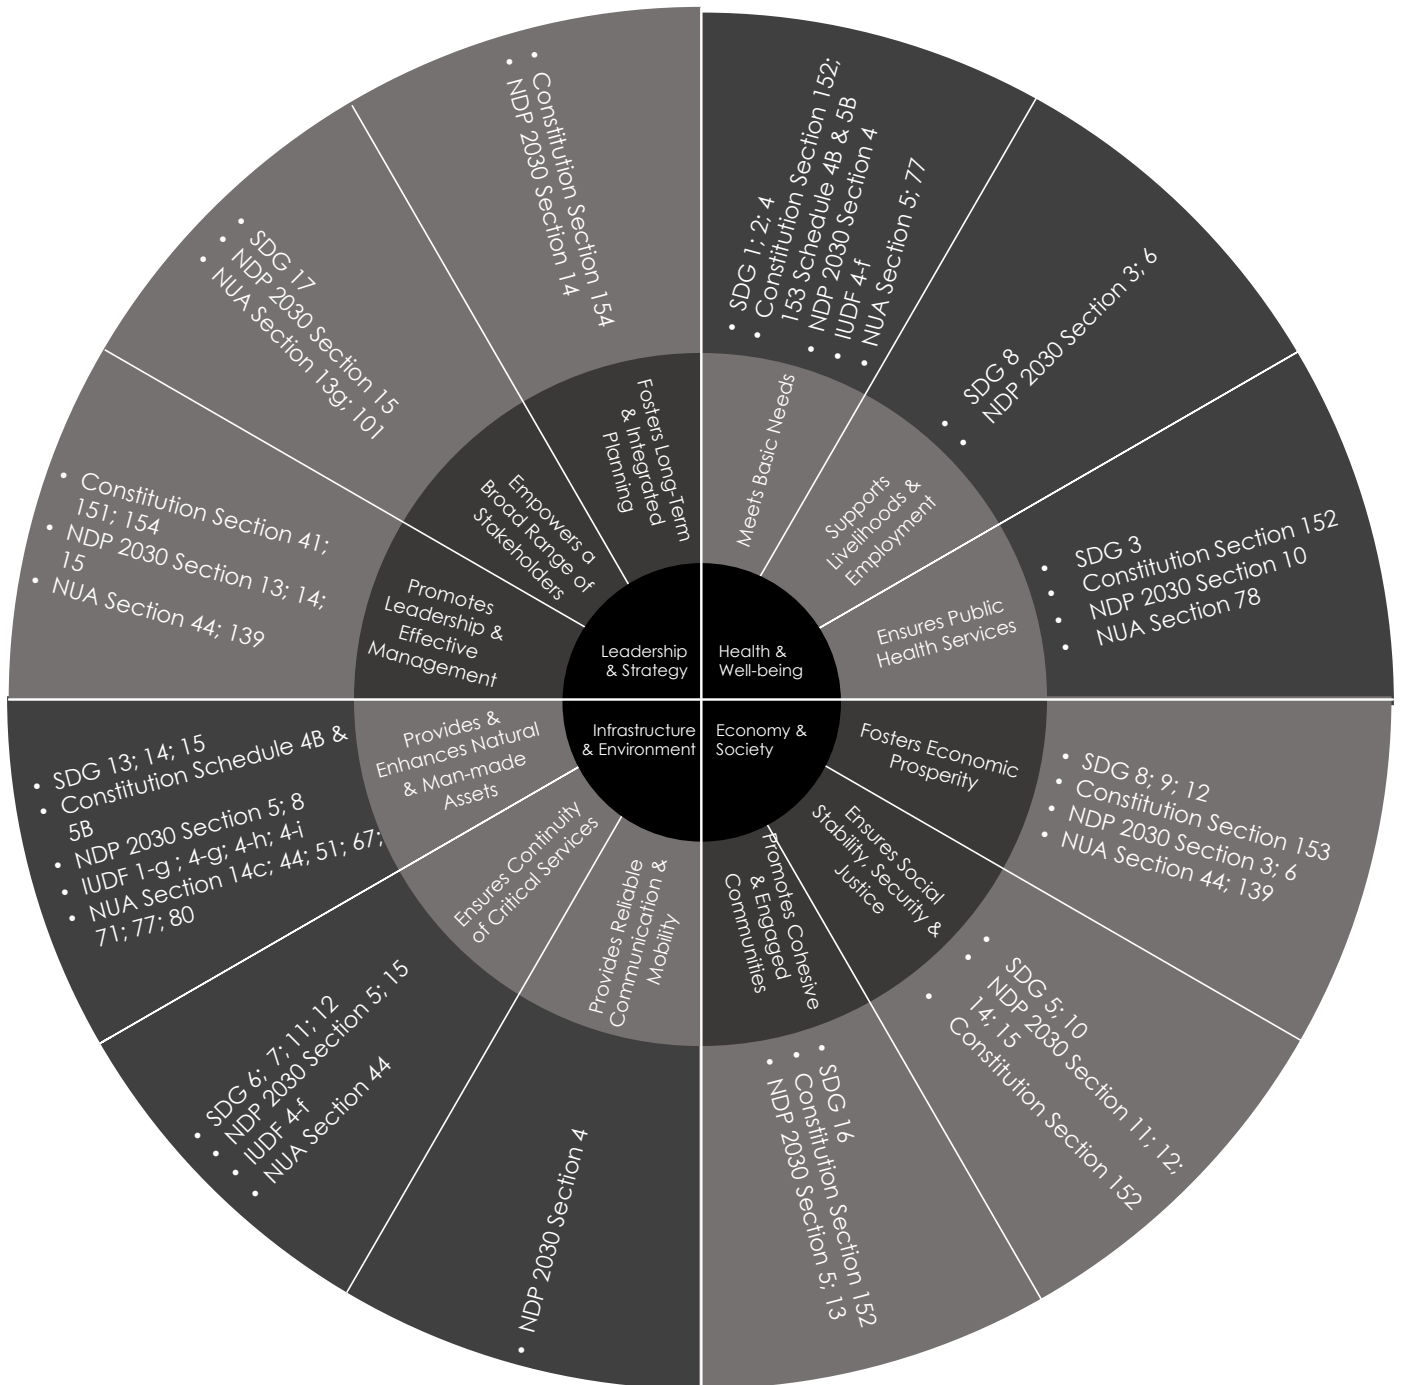 Health &
Well-being
Meets Basic Needs
• SDG 1; 2; 4
• Constitution Section 152;
153 Schedule 4B & 5B
• NDP 2030 Section 4
• IUDF 4-f
• NUA Section 5; 77
Supports
Livelihoods &
Employment
• SDG 8
• NDP 2030 Section 3; 6
Ensures Public
Health Services
• SDG 3
• Constitution Section 152
• NDP 2030 Section 10
• NUA Section 78
Economy &
Society
Fosters Economic
Prosperity
• SDG 8; 9; 12
• Constitution Section 153
• NDP 2030 Section 3; 6
• NUA Section 44; 139
Ensures Social
Stability, Security &
Justice
• SDG 5; 10
• NDP 2030 Section 11; 12;
14; 15
• Constitution Section 152
Promotes Cohesive
& Engaged
Communities
• SDG 16
• Constitution Section 152
• NDP 2030 Section 5; 13
Infrastructure
& Environment
Provides Reliable
Communication &
Mobility
• NDP 2030 Section 4
Ensures Continuity
of Critical Services
• SDG 6; 7; 11; 12
• NDP 2030 Section 5; 15
• IUDF 4-f
• NUA Section 44
Provides &
Enhances Natural
& Man-made
Assets
• SDG 13; 14; 15
• Constitution Schedule 4B &
5B
• NDP 2030 Section 5; 8
• IUDF 1-g ; 4-g; 4-h; 4-i
• NUA Section 14c; 44; 51; 67;
71; 77; 80
Leadership
& Strategy
Promotes
Leadership &
Effective
Management
• Constitution Section 41;
151; 154
• NDP 2030 Section 13; 14;
15
• NUA Section 44; 139
Empowers a
Broad Range of
Stakeholders
• SDG 17
• NDP 2030 Section 15
• NUA Section 13g; 101
Fosters Long-Term
& Integrated
Planning
• Constitution Section 154
• NDP 2030 Section 14